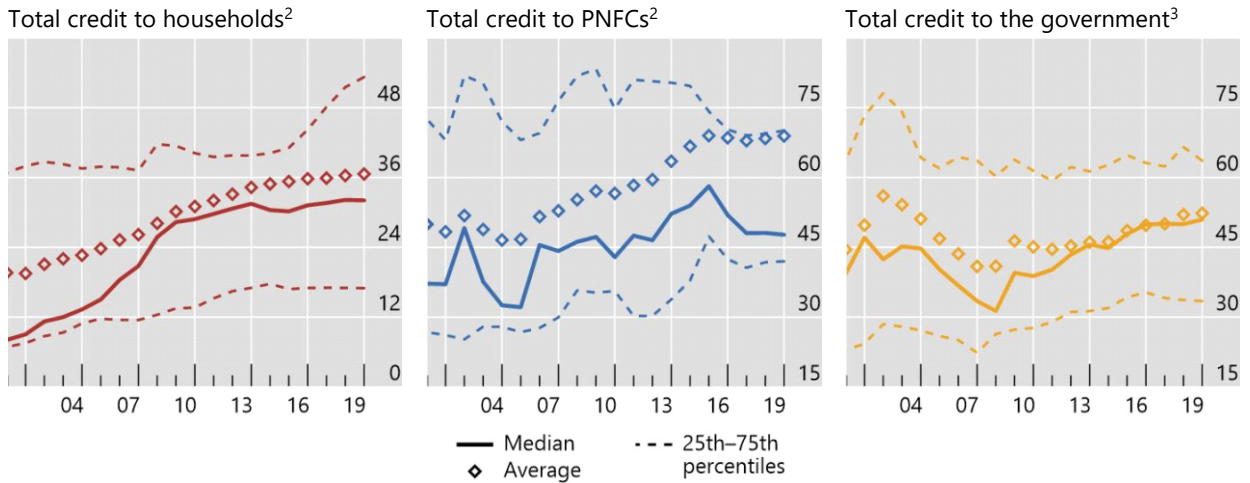 Total credit to households²
48
36
24
12
0
04 07 10 13 16 19
Total credit to PNFCs²
75
60
45
30
15
04 07 10 13 16 19
Total credit to the government³
75
60
45
30
15
04 07 10 13 16 19
Median
Average
25th–75th
percentiles